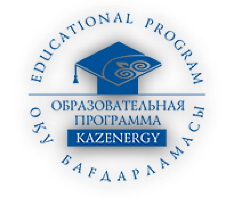 EDUCATIONAL PROGRAM
ОБРАЗОВАТЕЛЬНАЯ
ПРОГРАММА
KAZENERGY
ОҚУ БАҒДАРЛАМАСЫ